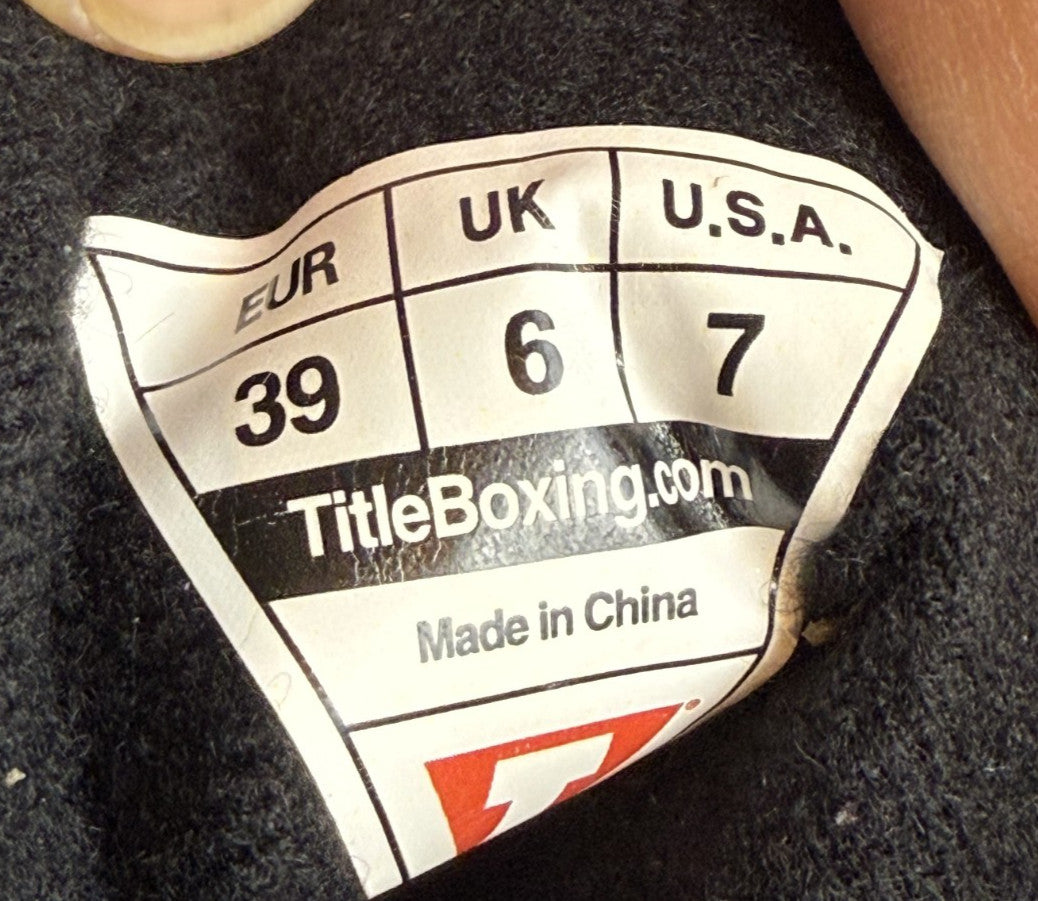 EUR UK U.S.A.
39 6 7
TitleBoxing.com
Made in China
®